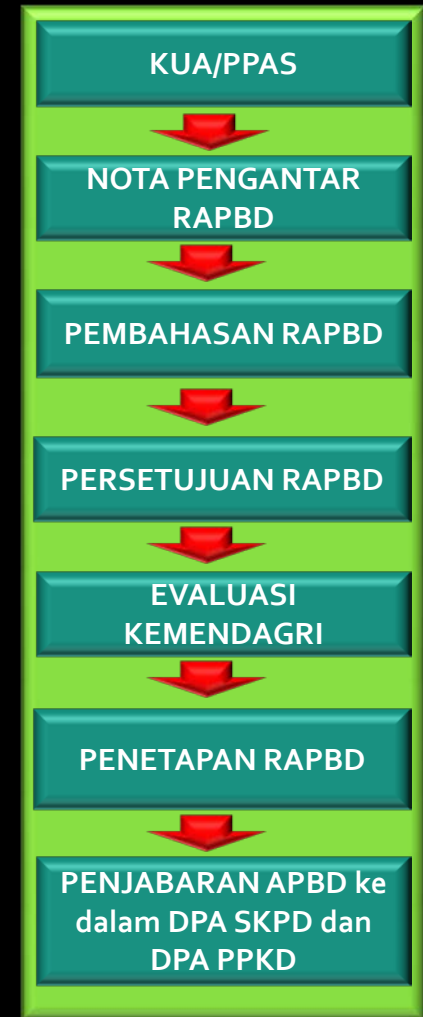 KUA/PPAS
NOTA PENGANTAR
RAPBD
PEMBAHASAN RAPBD
PERSETUJUAN RAPBD
EVALUASI
KEMENDAGRI
PENETAPAN RAPBD
PENJABARAN APBD ke
dalam DPA SKPD dan
DPA PPKD